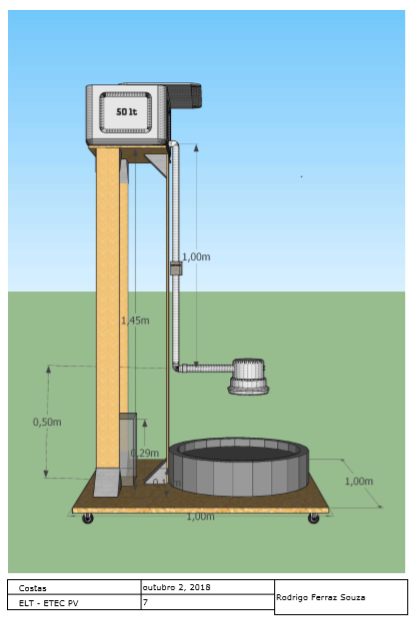 50 lt
1,00m
1,45m
0,50m
0,29m
1,00m
1,00m
Costas
outubro 2, 2018
ELT - ETEC PV
7
Rodrigo Ferraz Souza